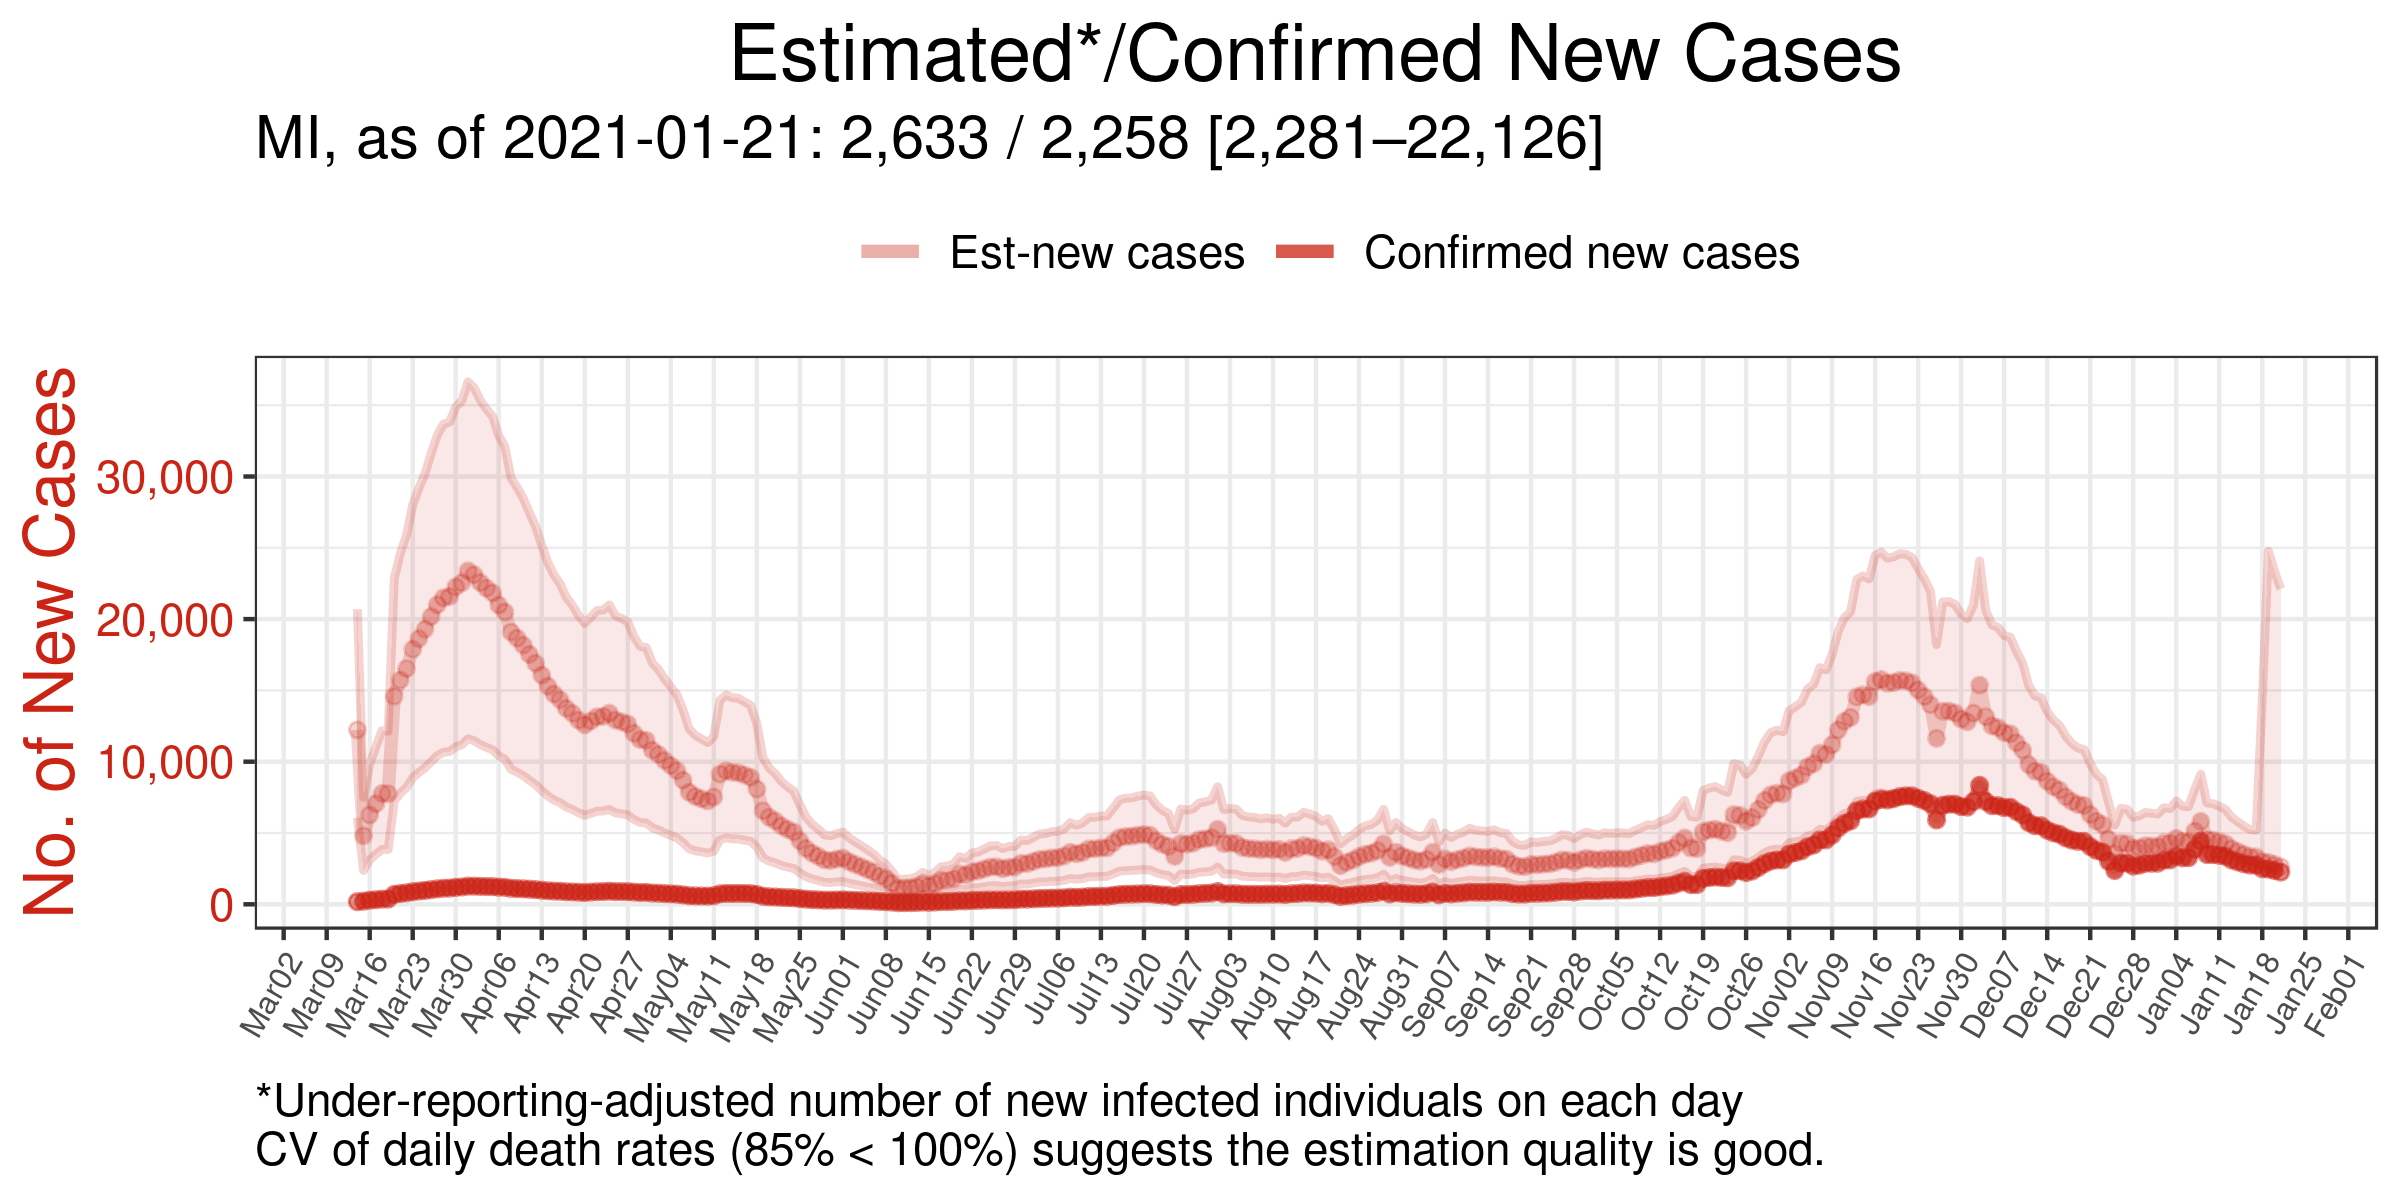 Estimated*/Confirmed New Cases
MI, as of 2021-01-21: 2,633 / 2,258 [2,281–22,126]
Est-new cases
Confirmed new cases
No. of New Cases
30,000
20,000
10,000
0
Mar02
Mar09
Mar16
Mar23
Mar30
Apr06
Apr13
Apr20
Apr27
May04
May11
May18
May25
Jun01
Jun08
Jun15
Jun22
Jun29
Jul06
Jul13
Jul20
Jul27
Aug03
Aug10
Aug17
Aug24
Aug31
Sep07
Sep14
Sep21
Sep28
Oct05
Oct12
Oct19
Oct26
Nov02
Nov09
Nov16
Nov23
Nov30
Dec07
Dec14
Dec21
Dec28
Jan04
Jan11
Jan18
Jan25
Feb01
*Under-reporting-adjusted number of new infected individuals on each day
CV of daily death rates (85% < 100%) suggests the estimation quality is good.